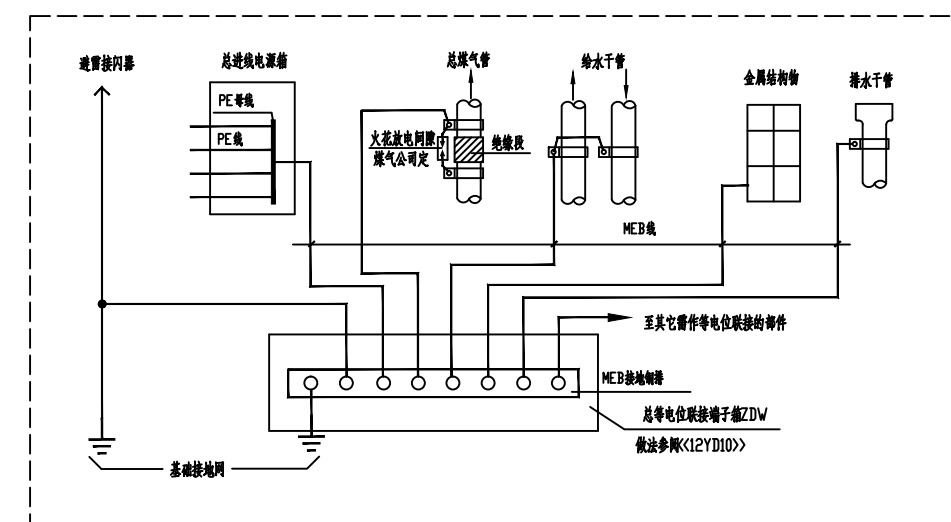 避雷接闪器
总进线电源箱
总煤气管
给水干管
金属结构物
排水干管
PE母线
PE线
火花放电间隙
煤气公司定
绝缘段
MEB线
至其它需作等电位联接的部件
MEB接地铜排
总等电位联接端子箱ZDW
做法参阅<<12YD10>>
基础接地网